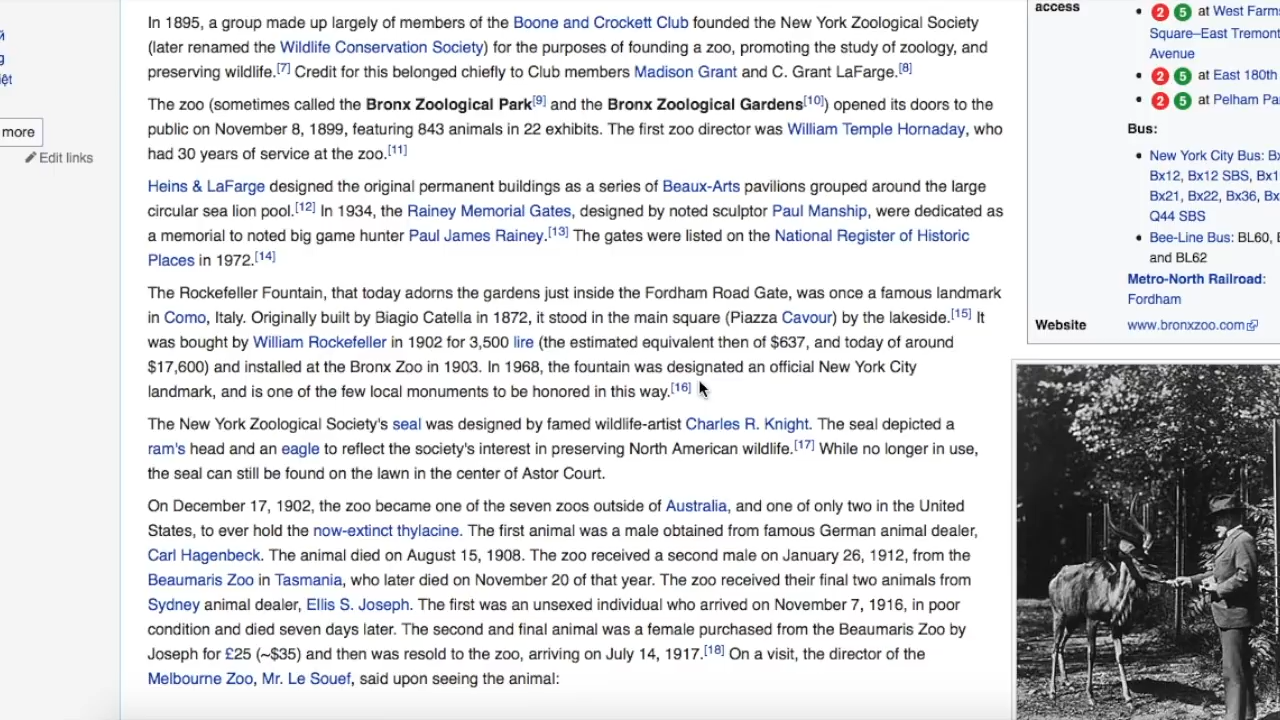 In 1895, a group made up largely of members of the Boone and Crockett Club founded the New York Zoological Society
(later renamed the Wildlife Conservation Society) for the purposes of founding a zoo, promoting the study of zoology, and
preserving wildlife.[7] Credit for this belonged chiefly to Club members Madison Grant and C. Grant LaFarge.[8]
The zoo (sometimes called the Bronx Zoological Park[9] and the Bronx Zoological Gardens[10]) opened its doors to the
public on November 8, 1899, featuring 843 animals in 22 exhibits. The first zoo director was William Temple Hornaday, who
had 30 years of service at the zoo.[11]
Heins & LaFarge designed the original permanent buildings as a series of Beaux-Arts pavilions grouped around the large
circular sea lion pool.[12] In 1934, the Rainey Memorial Gates, designed by noted sculptor Paul Manship, were dedicated as
a memorial to noted big game hunter Paul James Rainey.[13] The gates were listed on the National Register of Historic
Places in 1972.[14]
The Rockefeller Fountain, that today adorns the gardens just inside the Fordham Road Gate, was once a famous landmark
in Como, Italy. Originally built by Biagio Catella in 1872, it stood in the main square (Piazza Cavour) by the lakeside.[15] It
was bought by William Rockefeller in 1902 for 3,500 lire (the estimated equivalent then of $637, and today of around
$17,600) and installed at the Bronx Zoo in 1903. In 1968, the fountain was designated an official New York City
landmark, and is one of the few local monuments to be honored in this way.[16]
The New York Zoological Society's seal was designed by famed wildlife-artist Charles R. Knight. The seal depicted a
ram's head and an eagle to reflect the society's interest in preserving North American wildlife.[17] While no longer in use,
the seal can still be found on the lawn in the center of Astor Court.
On December 17, 1902, the zoo became one of the seven zoos outside of Australia, and one of only two in the United
States, to ever hold the now-extinct thylacine. The first animal was a male obtained from famous German animal dealer,
Carl Hagenbeck. The animal died on August 15, 1908. The zoo received a second male on January 26, 1912, from the
Beaumaris Zoo in Tasmania, who later died on November 20 of that year. The zoo received their final two animals from
Sydney animal dealer, Ellis S. Joseph. The first was an unsexed individual who arrived on November 7, 1916, in poor
condition and died seven days later. The second and final animal was a female purchased from the Beaumaris Zoo by
Joseph for £25 (~$35) and then was resold to the zoo, arriving on July 14, 1917.[18] On a visit, the director of the
Melbourne Zoo, Mr. Le Souef, said upon seeing the animal:
more
Edit links
access
2 5 at West Farms
Square–East Tremont
Avenue
2 5 at East 180th
2 5 at Pelham
Bus:
New York City Bus:
Bx12, Bx12 SBS,
Bx21, Bx22, Bx36,
Q44 SBS
Bee-Line Bus: BL60,
and BL62
Metro-North Railroad:
Fordham
Website www.bronxzoo.com